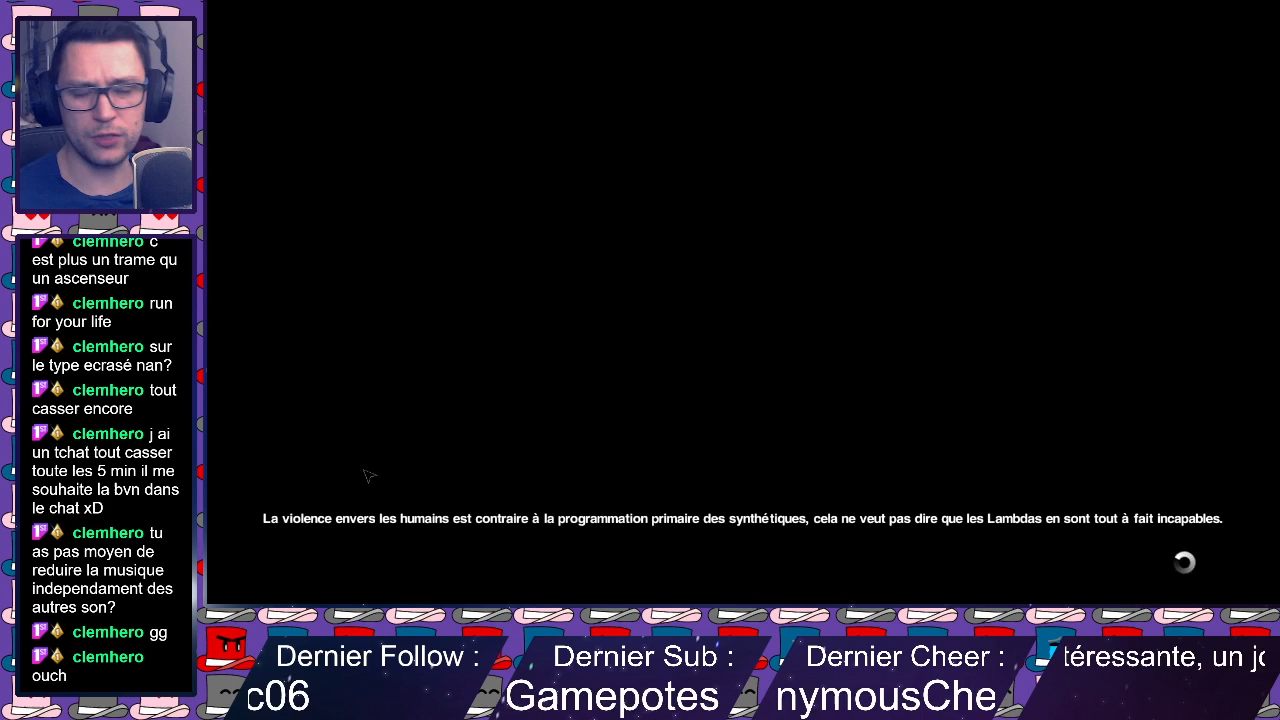 clemhero c
est plus un trame qu
un ascenseur
clemhero run
for your life
clemhero sur
le type ecrasé nan?
clemhero tout
casser encore
clemhero j ai
un tchat tout casser
toute les 5 min il me
souhaite la bvn dans
le chat xD
clemhero tu
as pas moyen de
reduire la musique
independament des
autres son?
clemhero gg
clemhero
ouch
La violence envers les humains est contraire à la programmation primaire des synthétiques, cela ne veut pas dire que les Lambdas en sont tout à fait incapables.
Dernier Follow :
c06
Dernier Sub :
Gamepotes
Dernier Cheer :
nymousChe
téressante, un jo